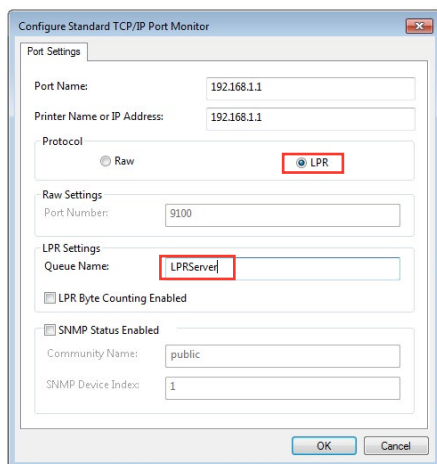 Configure Standard TCP/IP Port Monitor
Port Settings
Port Name: 192.168.1.1
Printer Name or IP Address: 192.168.1.1
Protocol
Raw LPR
Raw Settings
Port Number: 9100
LPR Settings
Queue Name: LPRServer
LPR Byte Counting Enabled
SNMP Status Enabled
Community Name: public
SNMP Device Index: 1
OK Cancel